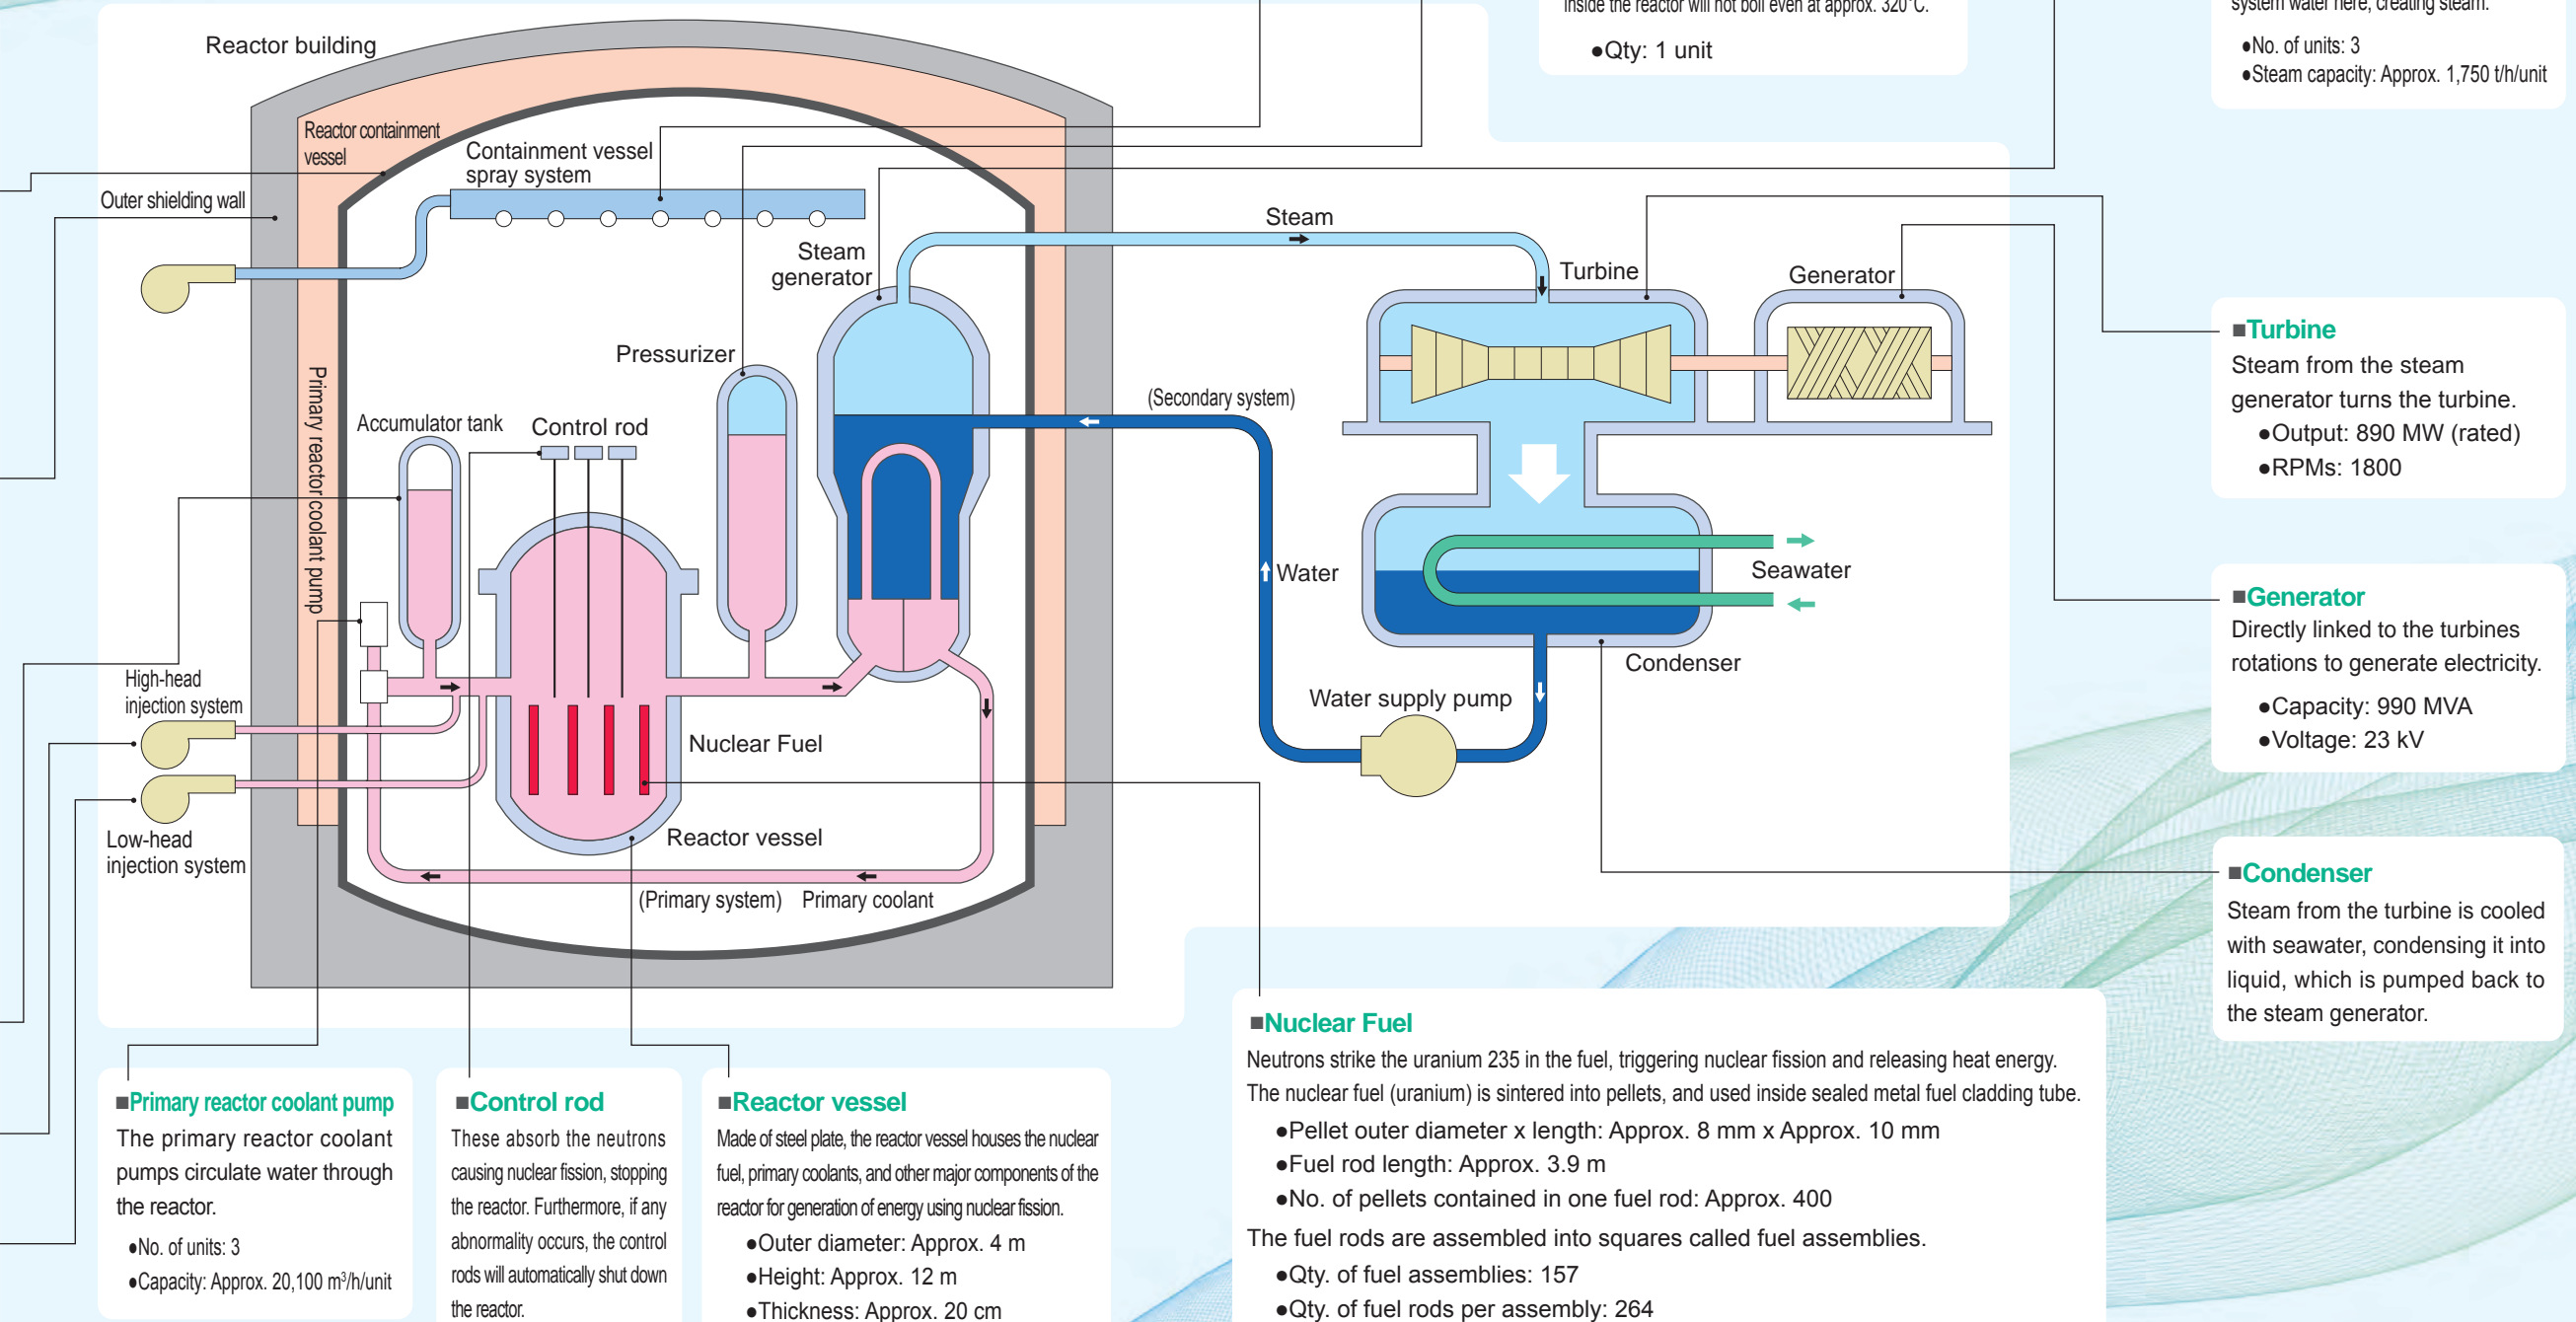 inside the reactor will not boil even at approx. 320°C.
●Qty: 1 unit
system water here, creating steam.
●No. of units: 3
●Steam capacity: Approx. 1,750 t/h/unit
Reactor building
Reactor containment
vessel
Containment vessel
spray system
Outer shielding wall
Steam
generator
Steam
Turbine
Generator
Pressurizer
Primary reactor coolant pump
Accumulator tank
Control rod
(Secondary system)
Water
Seawater
Condenser
Water supply pump
High-head
injection system
Nuclear Fuel
Low-head
injection system
Reactor vessel
(Primary system)
Primary coolant
■Turbine
Steam from the steam
generator turns the turbine.
●Output: 890 MW (rated)
●RPMs: 1800
■Generator
Directly linked to the turbines
rotations to generate electricity.
●Capacity: 990 MVA
●Voltage: 23 kV
■Condenser
Steam from the turbine is cooled
with seawater, condensing it into
liquid, which is pumped back to
the steam generator.
■Primary reactor coolant pump
The primary reactor coolant
pumps circulate water through
the reactor.
●No. of units: 3
●Capacity: Approx. 20,100 m³/h/unit
■Control rod
These absorb the neutrons
causing nuclear fission, stopping
the reactor. Furthermore, if any
abnormality occurs, the control
rods will automatically shut down
the reactor.
■Reactor vessel
Made of steel plate, the reactor vessel houses the nuclear
fuel, primary coolants, and other major components of the
reactor for generation of energy using nuclear fission.
●Outer diameter: Approx. 4 m
●Height: Approx. 12 m
●Thickness: Approx. 20 cm
■Nuclear Fuel
Neutrons strike the uranium 235 in the fuel, triggering nuclear fission and releasing heat energy.
The nuclear fuel (uranium) is sintered into pellets, and used inside sealed metal fuel cladding tube.
●Pellet outer diameter x length: Approx. 8 mm x Approx. 10 mm
●Fuel rod length: Approx. 3.9 m
●No. of pellets contained in one fuel rod: Approx. 400
The fuel rods are assembled into squares called fuel assemblies.
●Qty. of fuel assemblies: 157
●Qty. of fuel rods per assembly: 264